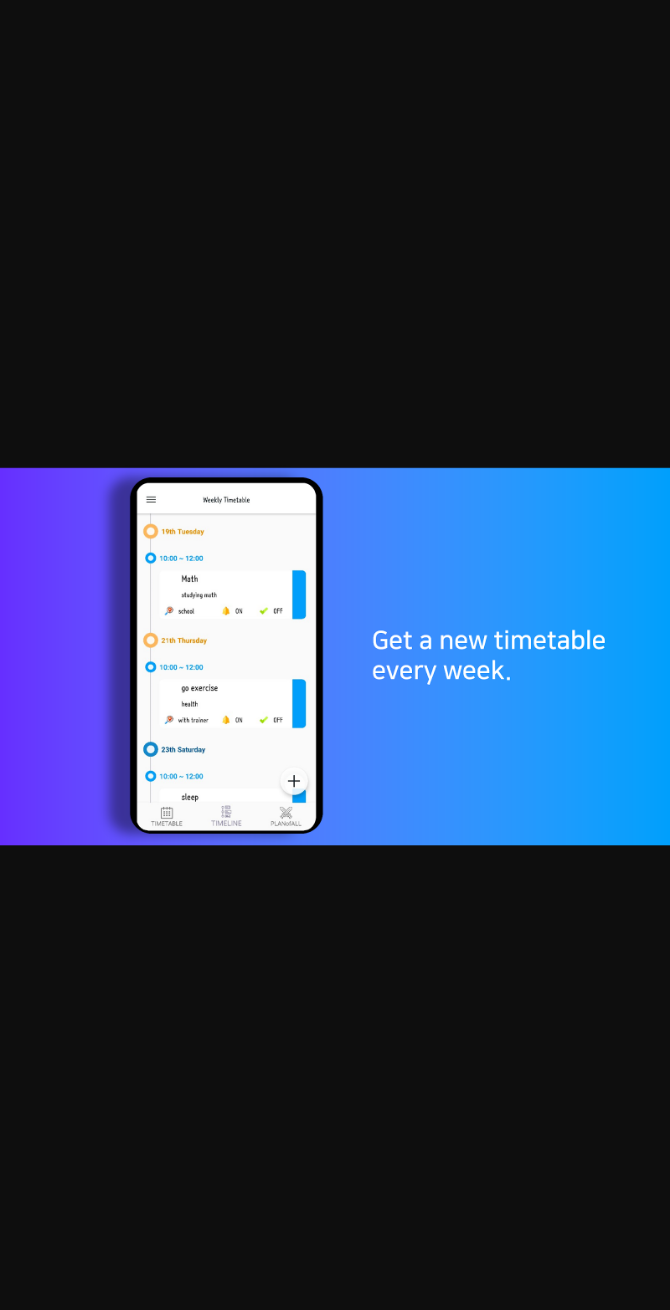 Weekly Timetable
19th Tuesday
10:00 ~ 12:00
Math
studying math
school ON OFF
21th Thursday
10:00 ~ 12:00
go exercise
health
with trainer ON OFF
23th Saturday
10:00 ~ 12:00
sleep
TIMETABLE TIMELINE PLANofALL
Get a new timetable
every week.